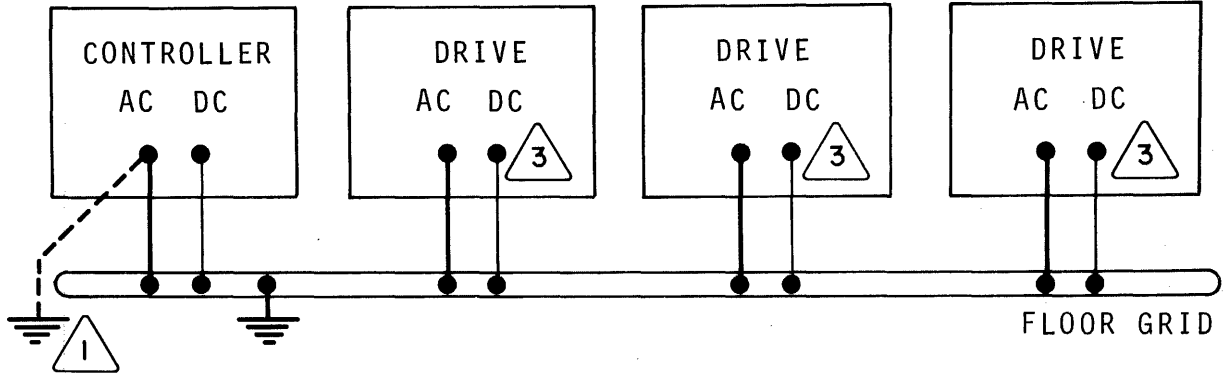 CONTROLLER
AC DC
DRIVE
AC DC
3
DRIVE
AC DC
3
DRIVE
AC DC
3
1
FLOOR GRID